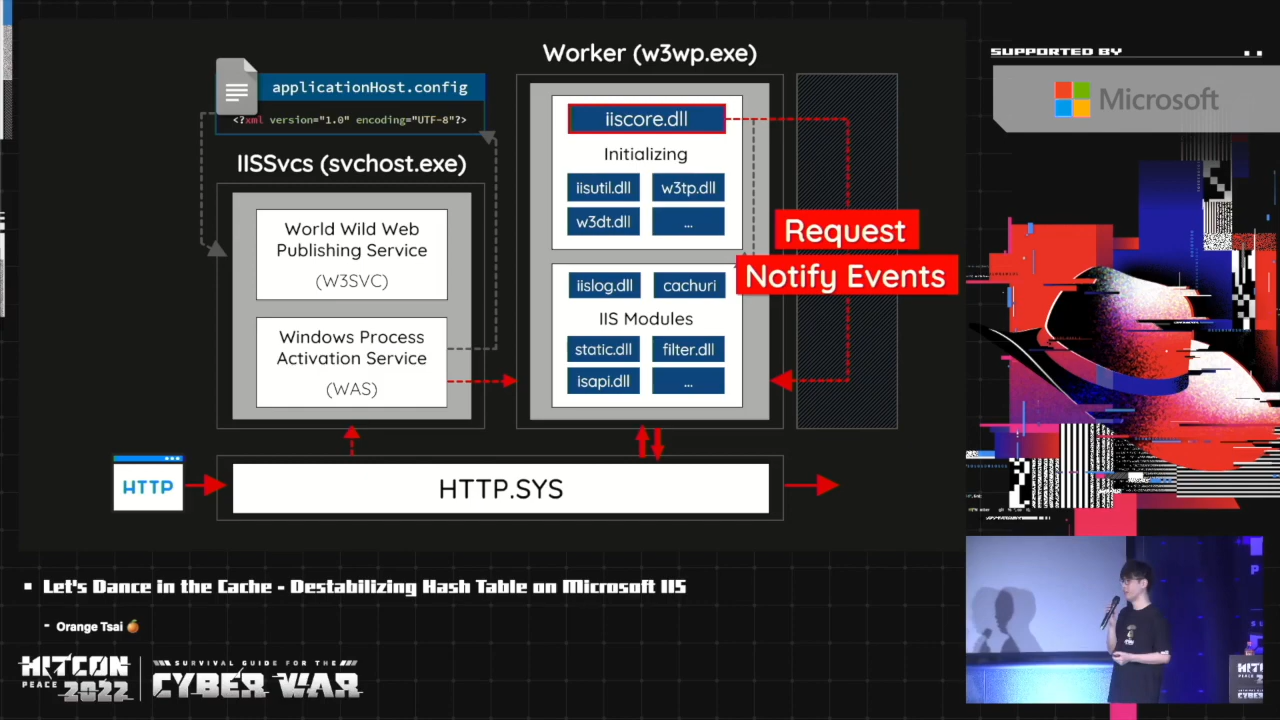 Worker (w3wp.exe)
SUPPORTED BY
Microsoft
applicationHost.config
<?xml version="1.0" encoding="UTF-8"?>
IISSvcs (svchost.exe)
World Wild Web
Publishing Service
(W3SVC)
Windows Process
Activation Service
(WAS)
iiscore.dll
Initializing
iisutil.dll
w3tp.dll
w3dt.dll
...
Request
Notify Events
iislog.dll
cachuri
IIS Modules
static.dll
filter.dll
isapi.dll
...
HTTP
HTTP.SYS
Let's Dance in the Cache - Destabilizing Hash Table on Microsoft IIS
- Orange Tsai 🍊
HITCON
PEACE 2022
SURVIVAL GUIDE FOR THE
CYBER WAR